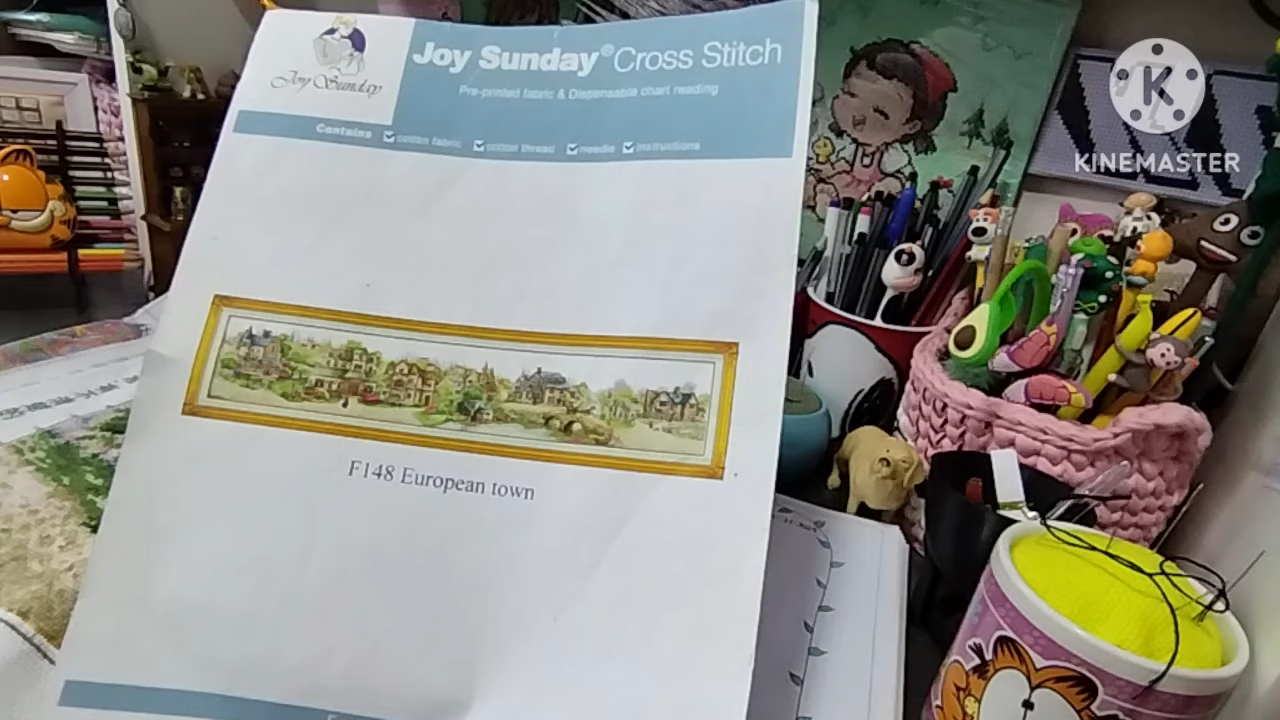 Joy Sunday
Joy Sunday® Cross Stitch
Pre-printed fabric & Dispensable chart reading
Contains cotton fabric cotton thread needle instructions
F148 European town
KINEMASTER